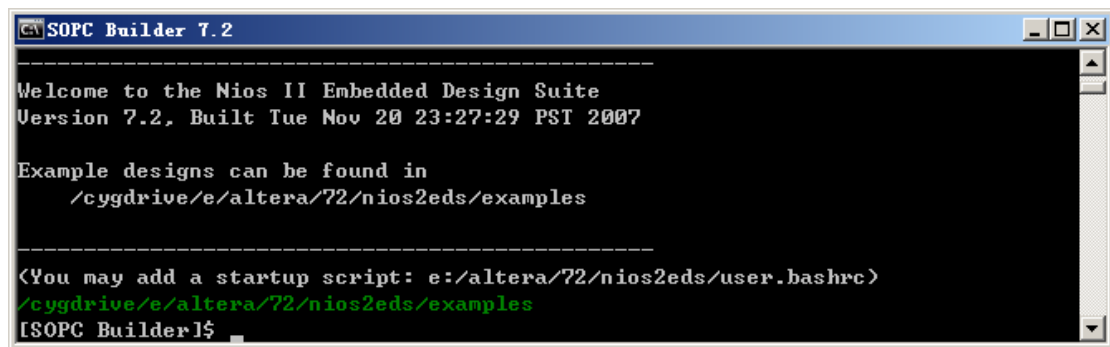 SOPC Builder 7.2
------------------------------------------------
Welcome to the Nios II Embedded Design Suite
Version 7.2, Built Tue Nov 20 23:27:29 PST 2007
Example designs can be found in
/cygdrive/e/altera/72/nios2eds/examples
------------------------------------------------
(You may add a startup script: e:/altera/72/nios2eds/user.bashrc)
/cygdrive/e/altera/72/nios2eds/examples
[SOPC Builder]$ _